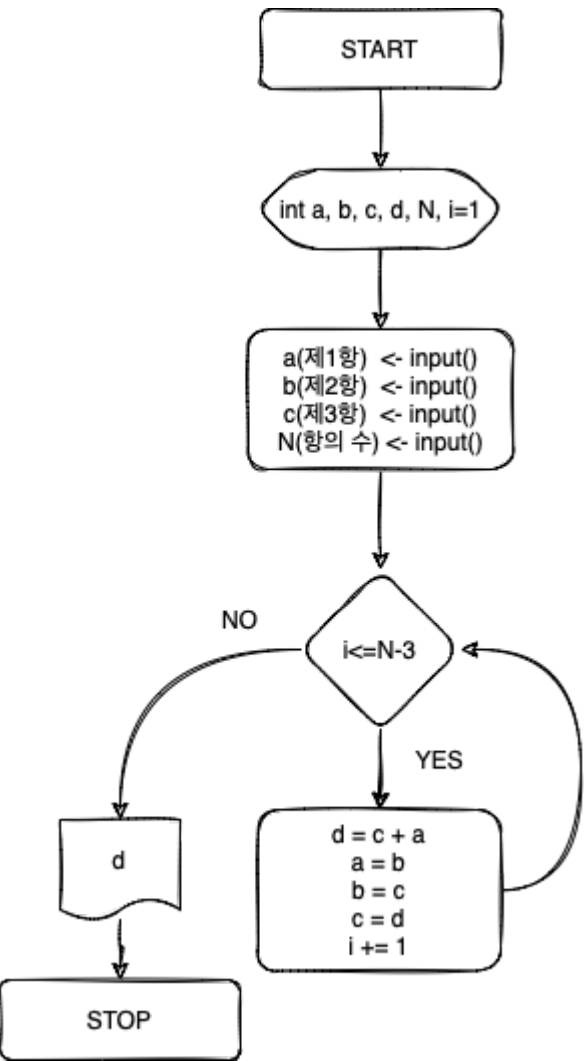 START
int a, b, c, d, N, i=1
a(제1항) <- input()
b(제2항) <- input()
c(제3항) <- input()
N(항의 수) <- input()
NO
i<=N-3
YES
d = c + a
a = b
b = c
c = d
i += 1
d
STOP